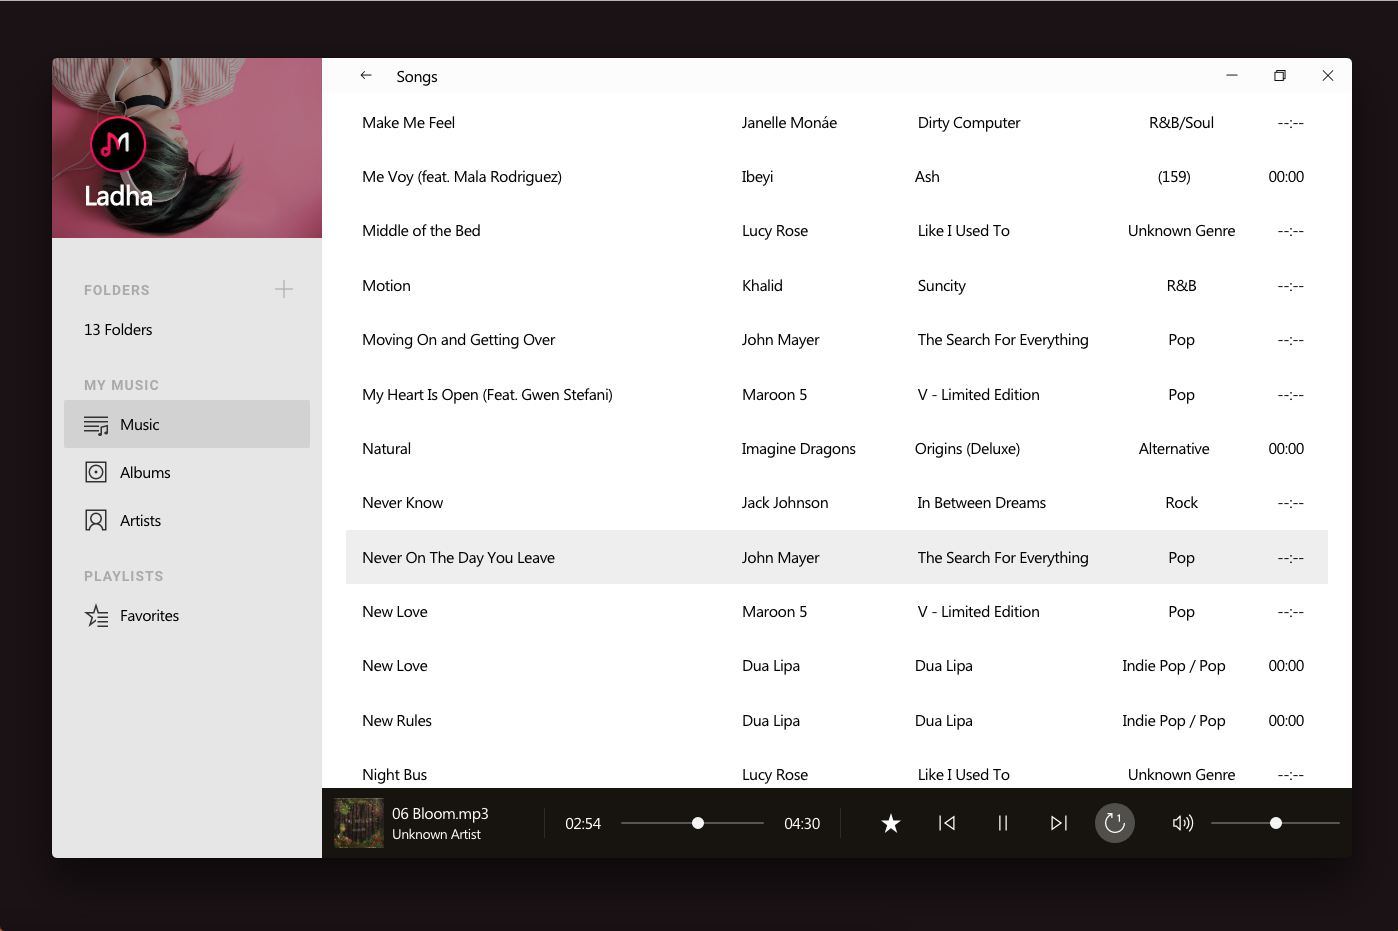 Ladha
FOLDERS
13 Folders
MY MUSIC
Music
Albums
Artists
PLAYLISTS
Favorites
Songs
Make Me Feel Janelle Monáe Dirty Computer R&B/Soul --:--
Me Voy (feat. Mala Rodriguez) Ibeyi Ash (159) 00:00
Middle of the Bed Lucy Rose Like I Used To Unknown Genre --:--
Motion Khalid Suncity R&B --:--
Moving On and Getting Over John Mayer The Search For Everything Pop --:--
My Heart Is Open (Feat. Gwen Stefani) Maroon 5 V - Limited Edition Pop --:--
Natural Imagine Dragons Origins (Deluxe) Alternative 00:00
Never Know Jack Johnson In Between Dreams Rock --:--
Never On The Day You Leave John Mayer The Search For Everything Pop --:--
New Love Maroon 5 V - Limited Edition Pop --:--
New Love Dua Lipa Dua Lipa Indie Pop / Pop 00:00
New Rules Dua Lipa Dua Lipa Indie Pop / Pop 00:00
Night Bus Lucy Rose Like I Used To Unknown Genre --:--
06 Bloom.mp3
Unknown Artist
02:54 04:30 1